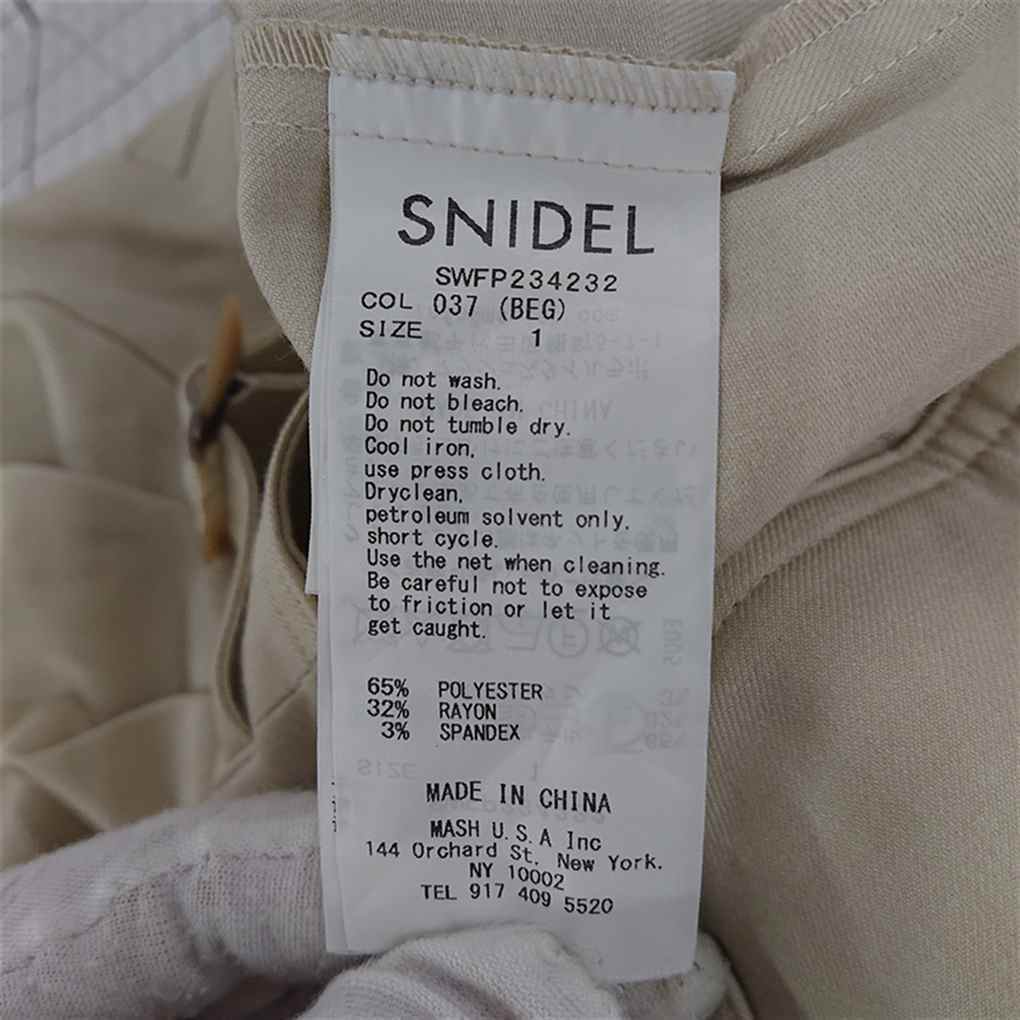 SNIDEL
SWFP234232
COL 037 (BEG)
SIZE 1
Do not wash.
Do not bleach.
Do not tumble dry.
Cool iron,
use press cloth.
Dryclean,
petroleum solvent only,
short cycle.
Use the net when cleaning.
Be careful not to expose
to friction or let it
get caught.
65% POLYESTER
32% RAYON
3% SPANDEX
MADE IN CHINA
MASH U.S.A Inc
144 Orchard St. New York.
NY 10002
TEL 917 409 5520